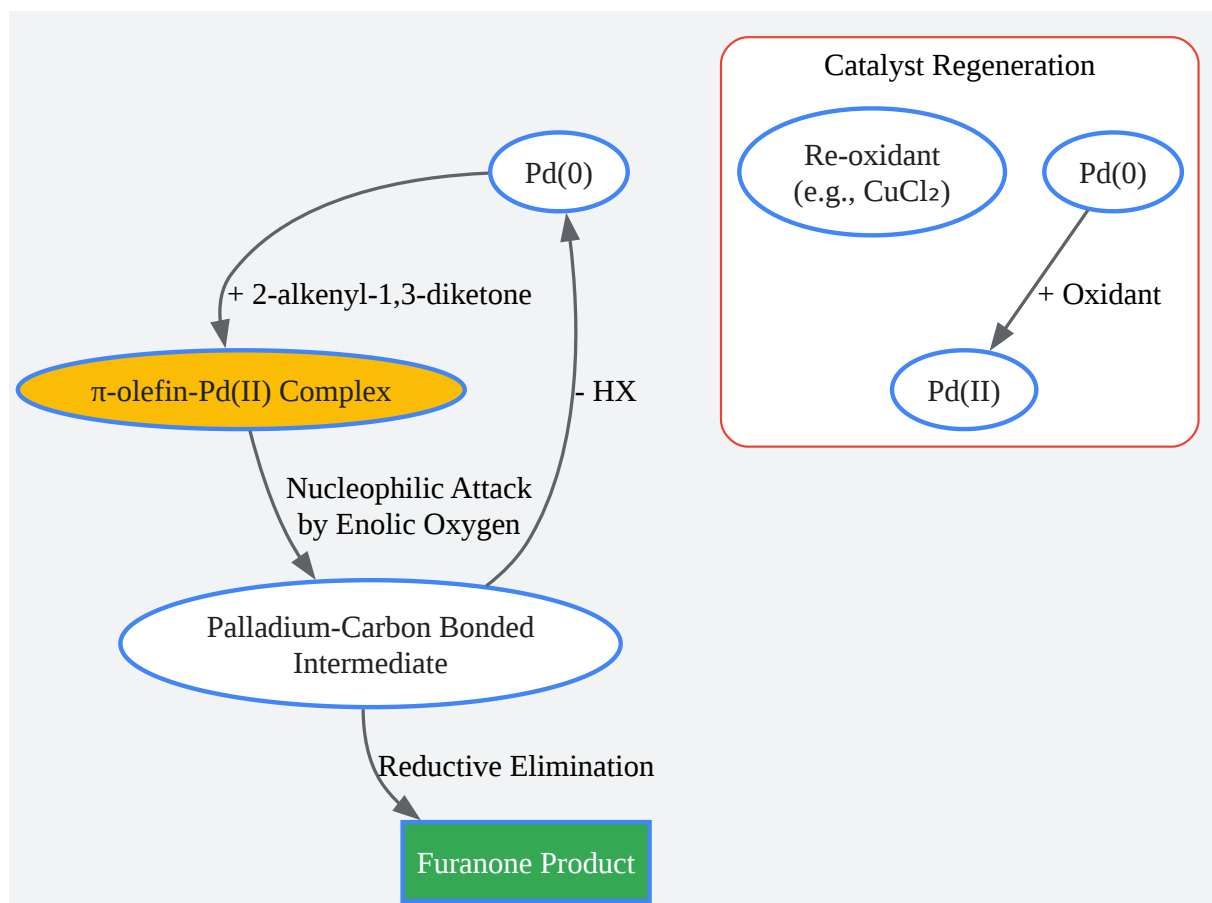 Catalyst Regeneration
Re-oxidant
(e.g., CuCl₂)
Pd(0)
+ Oxidant
Pd(II)
Pd(0)
+ 2-alkenyl-1,3-diketone
π-olefin-Pd(II) Complex
- HX
Nucleophilic Attack
by Enolic Oxygen
Palladium-Carbon Bonded
Intermediate
Reductive Elimination
Furanone Product